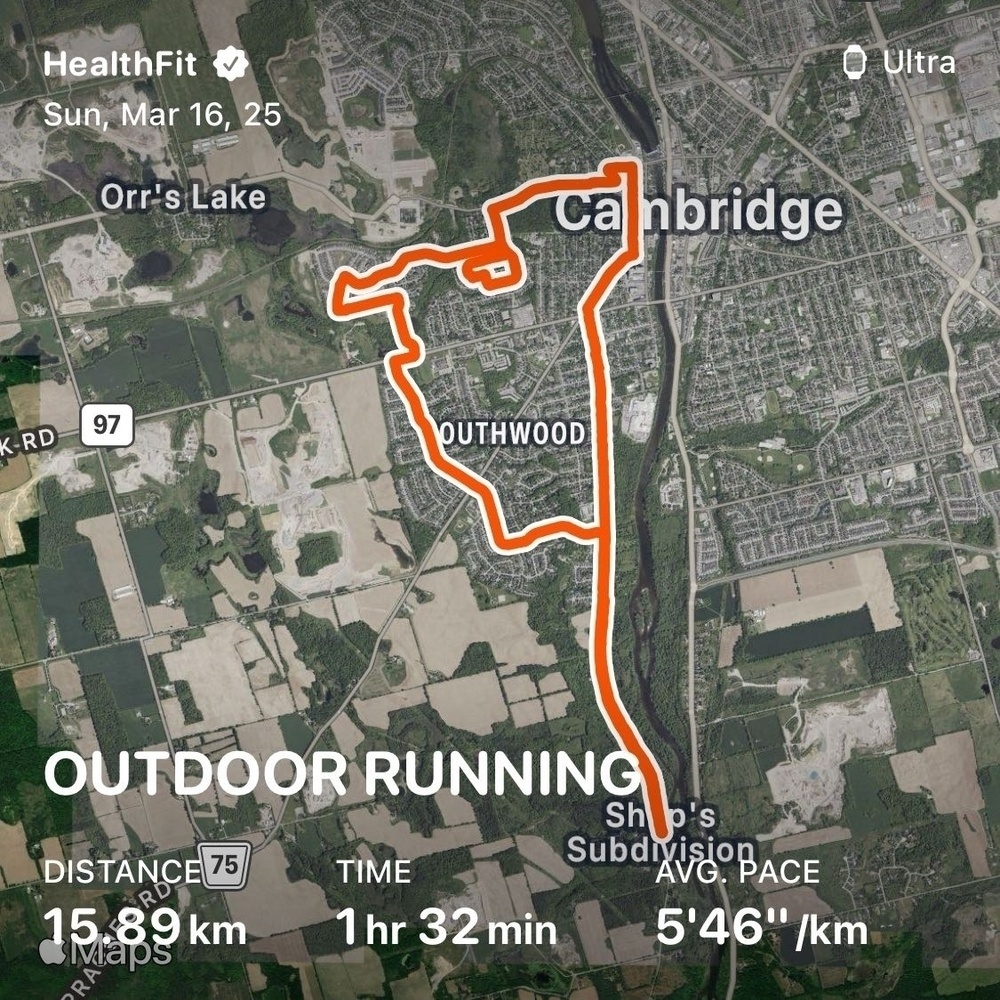 HealthFit
Ultra
Sun, Mar 16, 25
Orr's Lake
Cambridge
97
K-RD
OUTHWOOD
OUTDOOR RUNNING
Subdivision
DISTANCE
75
TIME
AVG. PACE
15.89 km
1 hr 32 min
5'46"/km
Maps